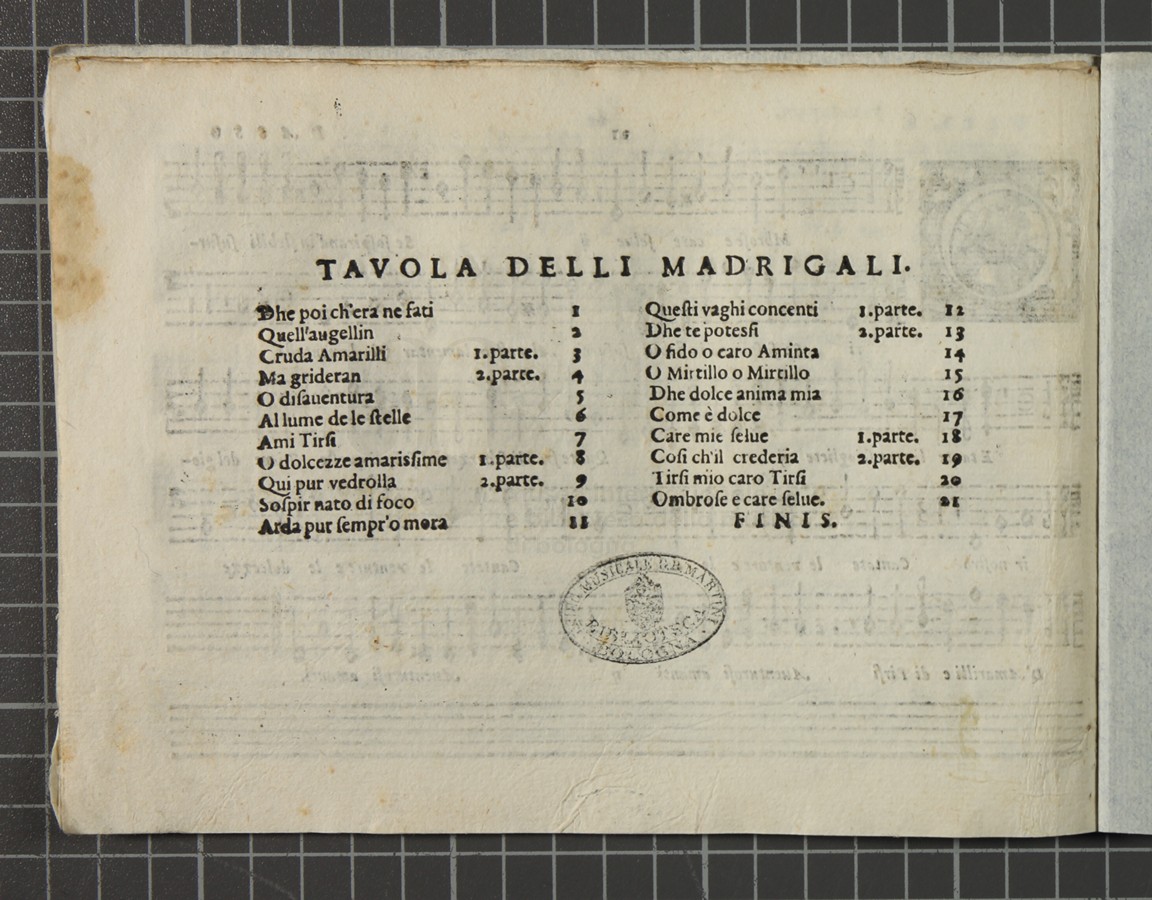 TAVOLA DELLI MADRIGALI.
Dhe poi ch'era ne fati 1
Quell'augellin 2
Cruda Amarilli 1.parte. 3
Ma grideran 2.parte. 4
O disauentura 5
Al lume de le stelle 6
Ami Tirsi 7
O dolcezze amarissime 1.parte. 8
Qui pur vedrolla 2.parte. 9
Sospir nato di foco 10
Arda pur sempr'o mora 11
Questi vaghi concenti 1.parte. 12
Dhe te potessi 2.parte. 13
O fido o caro Aminta 14
O Mirtillo o Mirtillo 15
Dhe dolce anima mia 16
Come è dolce 17
Care mie selue 1.parte. 18
Cosi ch'il crederia 2.parte. 19
Tirsi mio caro Tirsi 20
Ombrose e care selue. 21
FINIS.
MUSICALE G.B. MARTINI
BIBLIOTECA
BOLOGNA